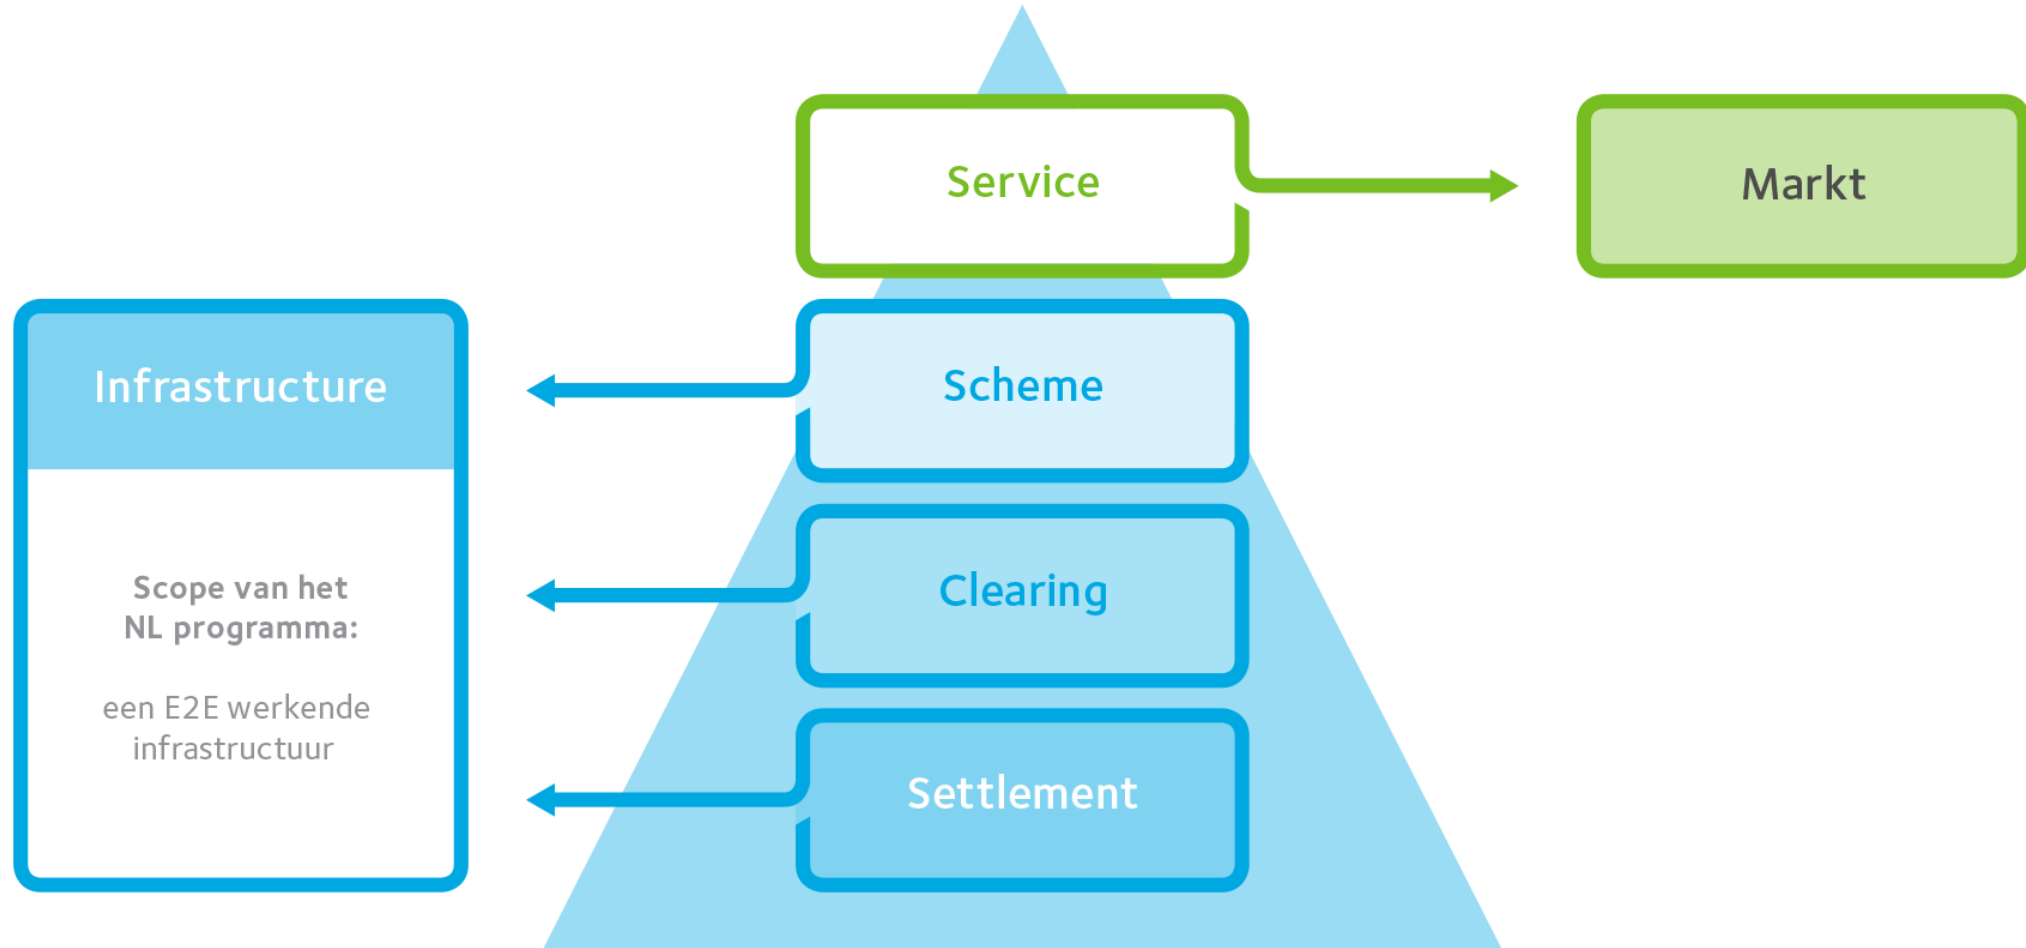 Service
Markt
Infrastructure
Scheme
Scope van het
NL programma:
een E2E werkende
infrastructuur
Clearing
Settlement